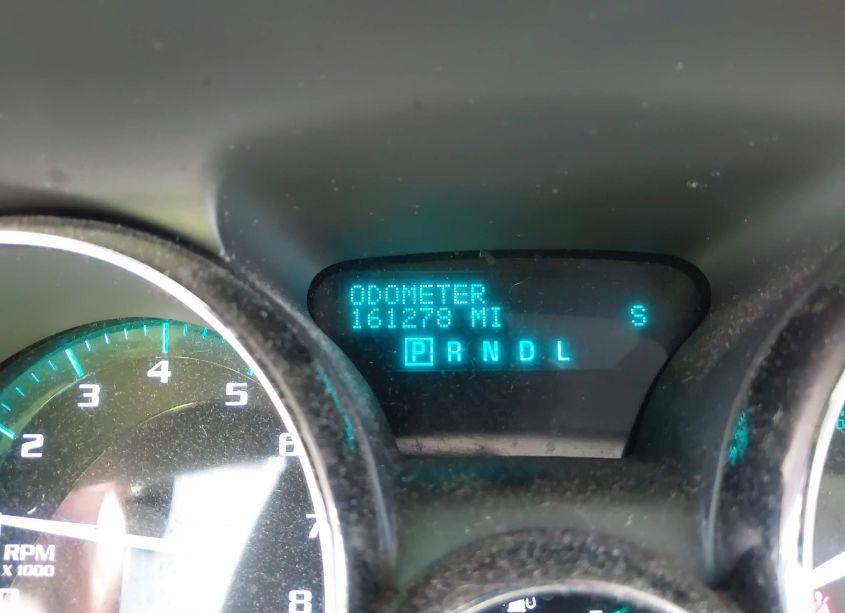 ODOMETER
161278 MI S
P R N D L
2 3 4 5 6 7 8
RPM
X 1000